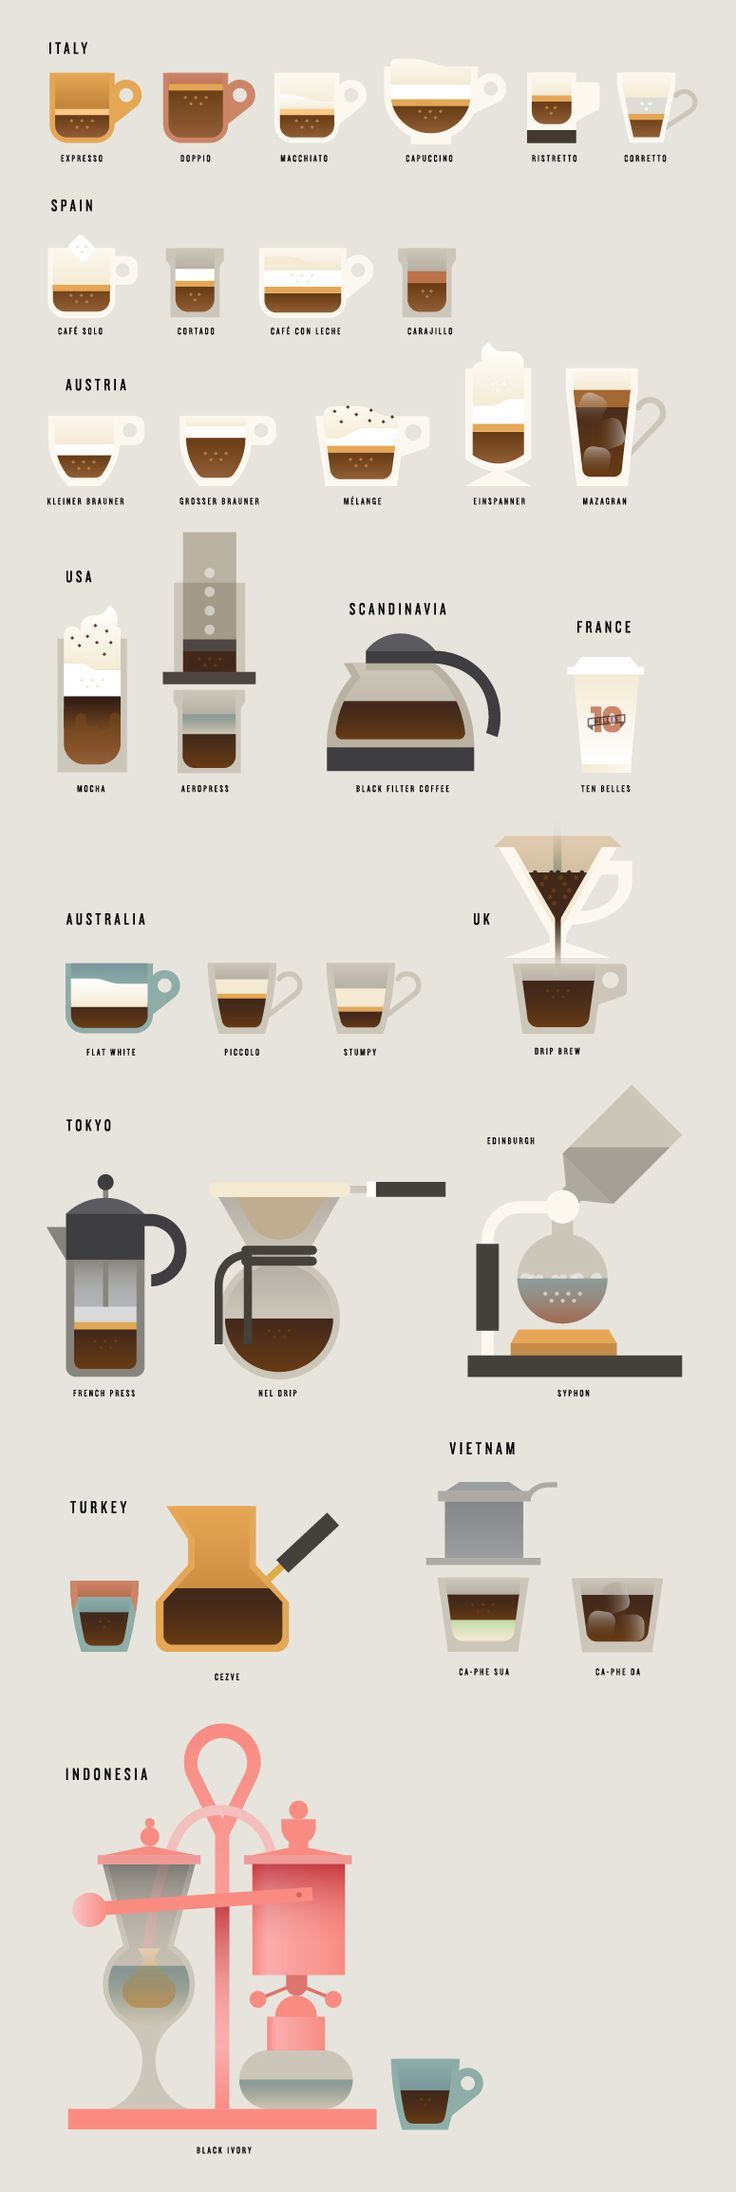 ITALY
EXPRESSO
DOPPIO
MACCHIATO
CAPUCCINO
RISTRETTO
CORRETTO
SPAIN
CAFÉ SOLO
CORTADO
CAFÉ CON LECHE
CARAJILLO
AUSTRIA
KLEINER BRAUNER
GROSSER BRAUNER
MÉLANGE
EINSPANNER
MAZAGRAN
USA
MOCHA
AEROPRESS
SCANDINAVIA
BLACK FILTER COFFEE
FRANCE
10
TEN BELLES
AUSTRALIA
FLAT WHITE
PICCOLO
STUMPY
UK
DRIP BREW
TOKYO
FRENCH PRESS
NEL DRIP
EDINBURGH
SYPHON
TURKEY
CEZVE
VIETNAM
CA-PHE SUA
CA-PHE DA
INDONESIA
BLACK IVORY